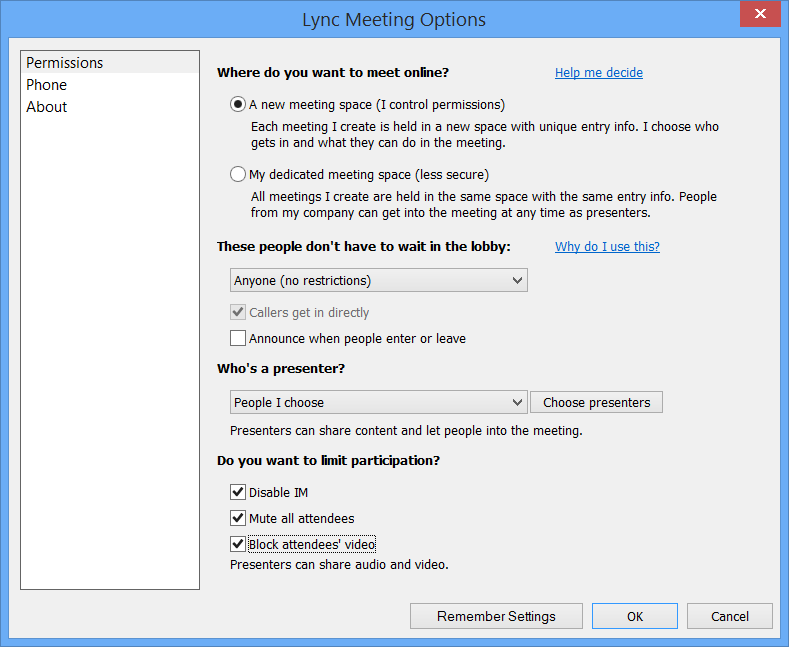 Lync Meeting Options
Permissions
Phone
About
Where do you want to meet online?
Help me decide
A new meeting space (I control permissions)
Each meeting I create is held in a new space with unique entry info. I choose who
gets in and what they can do in the meeting.
My dedicated meeting space (less secure)
All meetings I create are held in the same space with the same entry info. People
from my company can get into the meeting at any time as presenters.
These people don't have to wait in the lobby:
Why do I use this?
Anyone (no restrictions)
Callers get in directly
Announce when people enter or leave
Who's a presenter?
People I choose
Choose presenters
Presenters can share content and let people into the meeting.
Do you want to limit participation?
Disable IM
Mute all attendees
Block attendees' video
Presenters can share audio and video.
Remember Settings
OK
Cancel